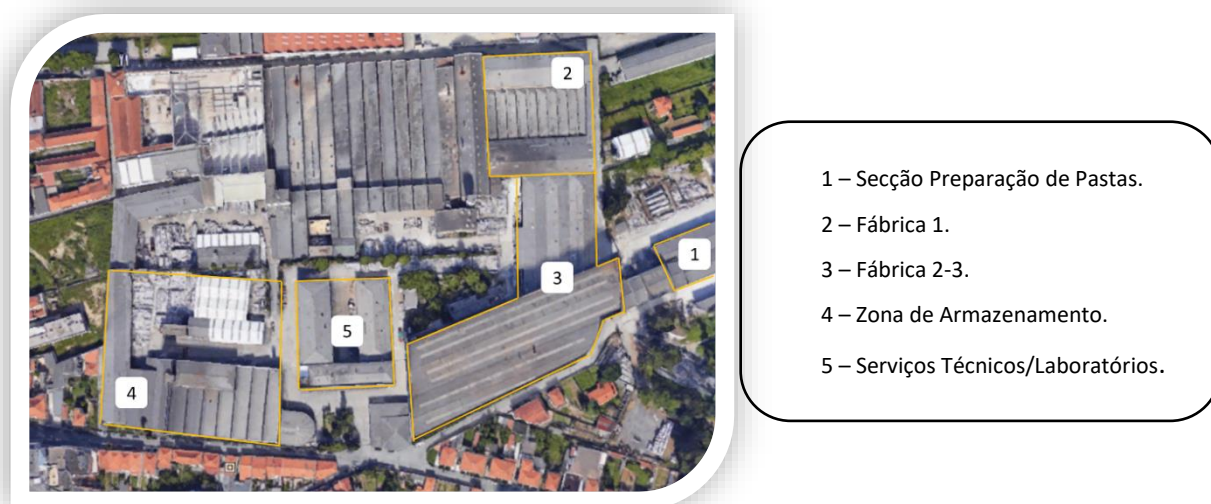 2
1
3
5
4
1 – Secção Preparação de Pastas.
2 – Fábrica 1.
3 – Fábrica 2-3.
4 – Zona de Armazenamento.
5 – Serviços Técnicos/Laboratórios.